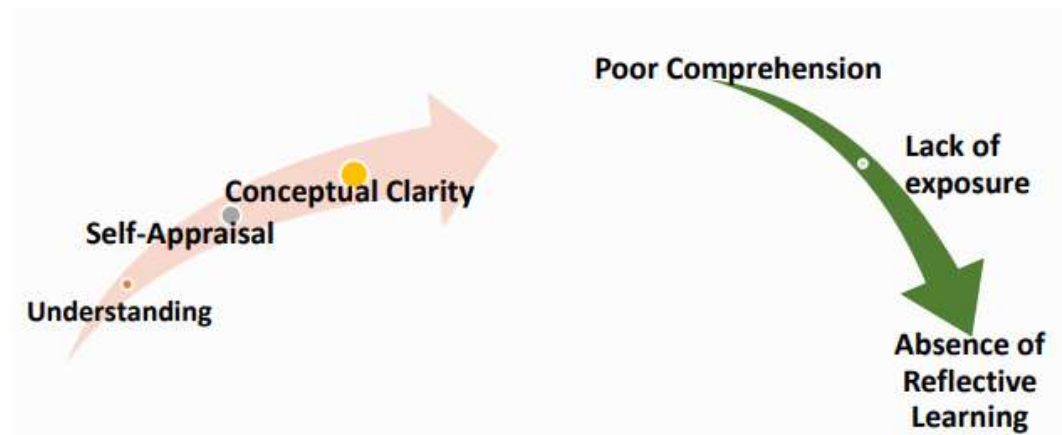 Understanding
Self-Appraisal
Conceptual Clarity
Poor Comprehension
Lack of
exposure
Absence of
Reflective
Learning